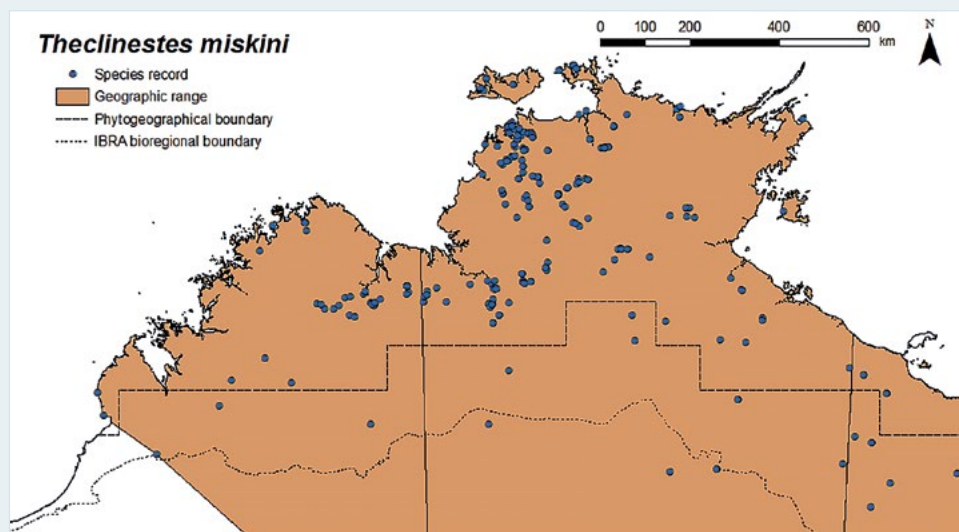 Theclinestes miskini
Species record
Geographic range
Phytogeographical boundary
IBRA bioregional boundary
0 100 200 400 600
km
N